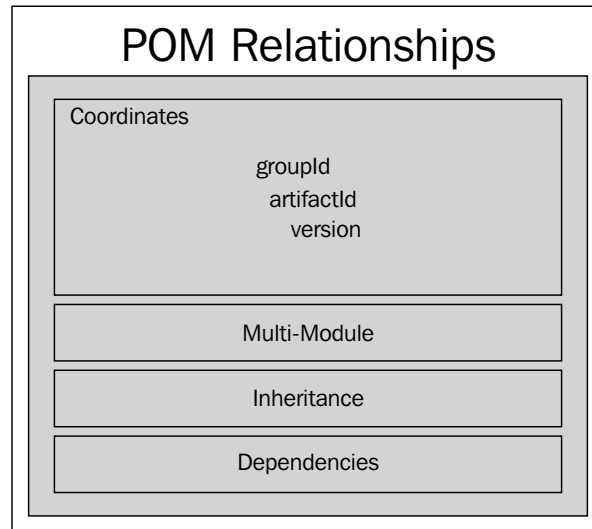 POM Relationships
Coordinates
groupId
artifactId
version
Multi-Module
Inheritance
Dependencies